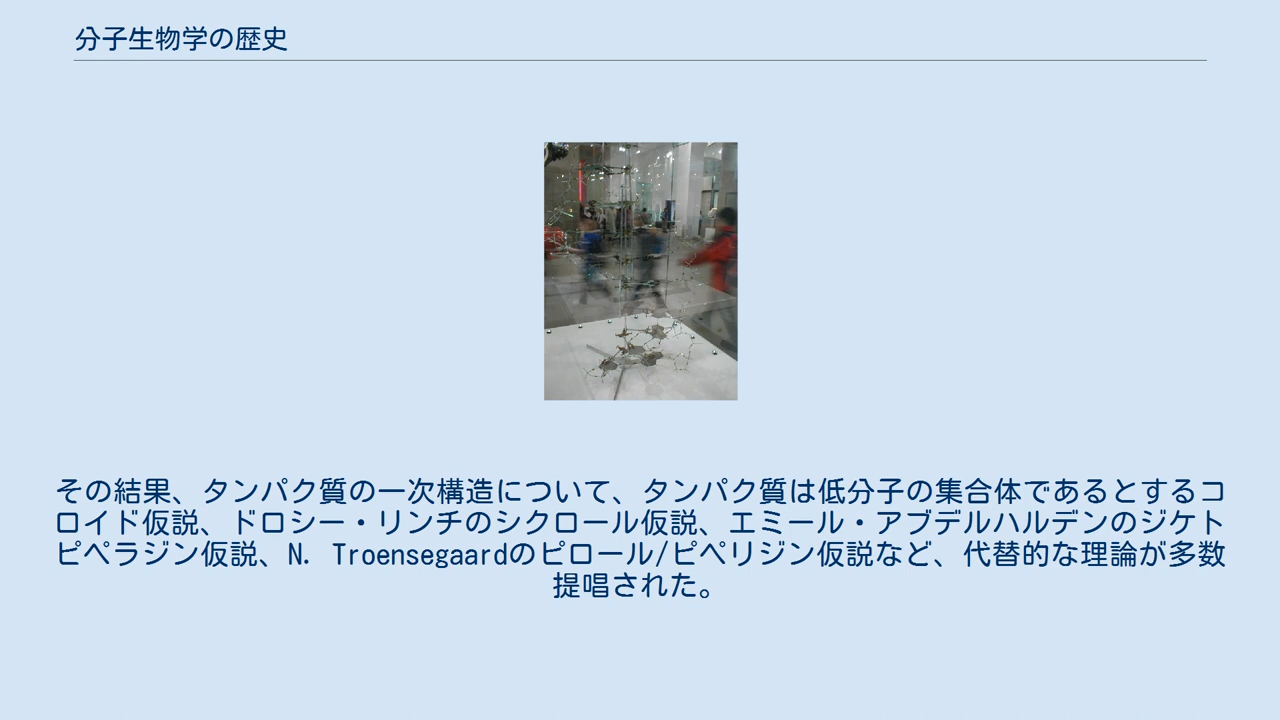 分子生物学の歴史
その結果、タンパク質の一次構造について、タンパク質は低分子の集合体であるとするコ
ロイド仮説、ドロシー・リンチのシクロール仮説、エミール・アブデルハルデンのジケト
ピペラジン仮説、N. Troensegaardのピロール/ピペリジン仮説など、代替的な理論が多数
提唱された。